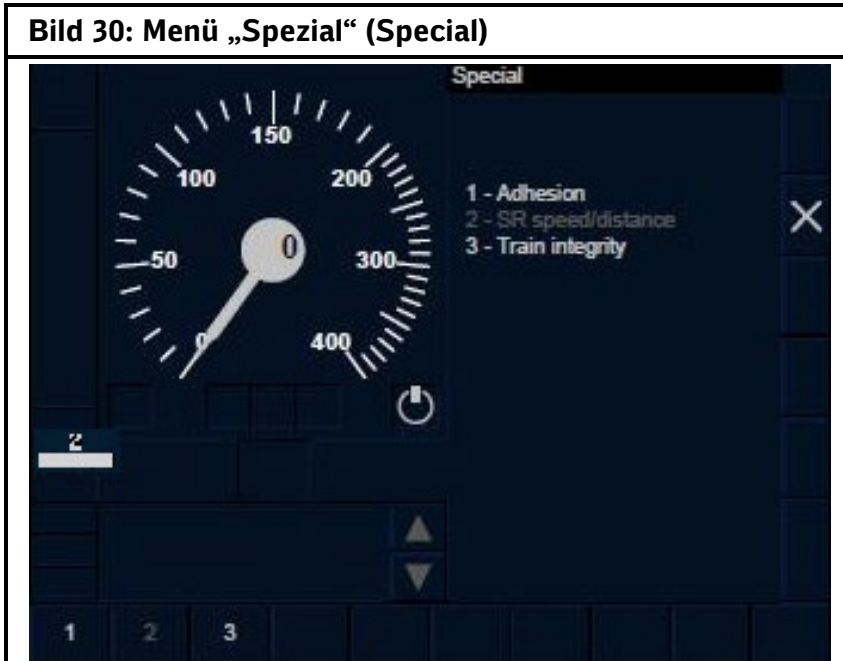 Bild 30: Menü „Spezial“ (Special)
Special
150
100
200
1 - Adhesion
2 - SR speed/distance
3 - Train integrity
0
50
300
0
400
2
1
2
3